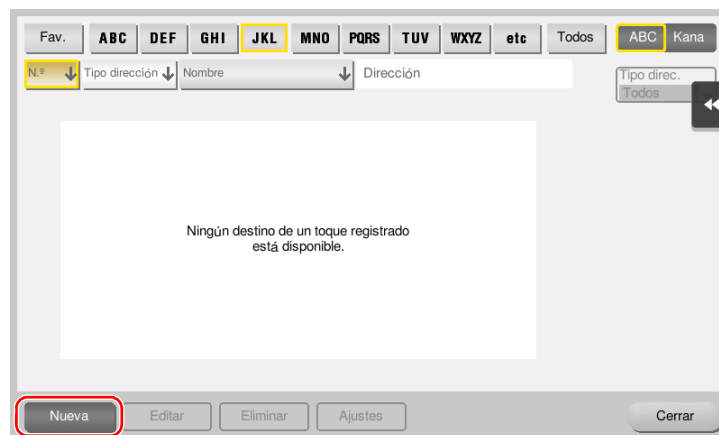 Fav. ABC DEF GHI JKL MNO PQRS TUV WXYZ etc Todos ABC Kana
N.º Tipo dirección Nombre Dirección Tipo direc.
Todos
Ningún destino de un toque registrado
está disponible.
Nueva Editar Eliminar Ajustes Cerrar